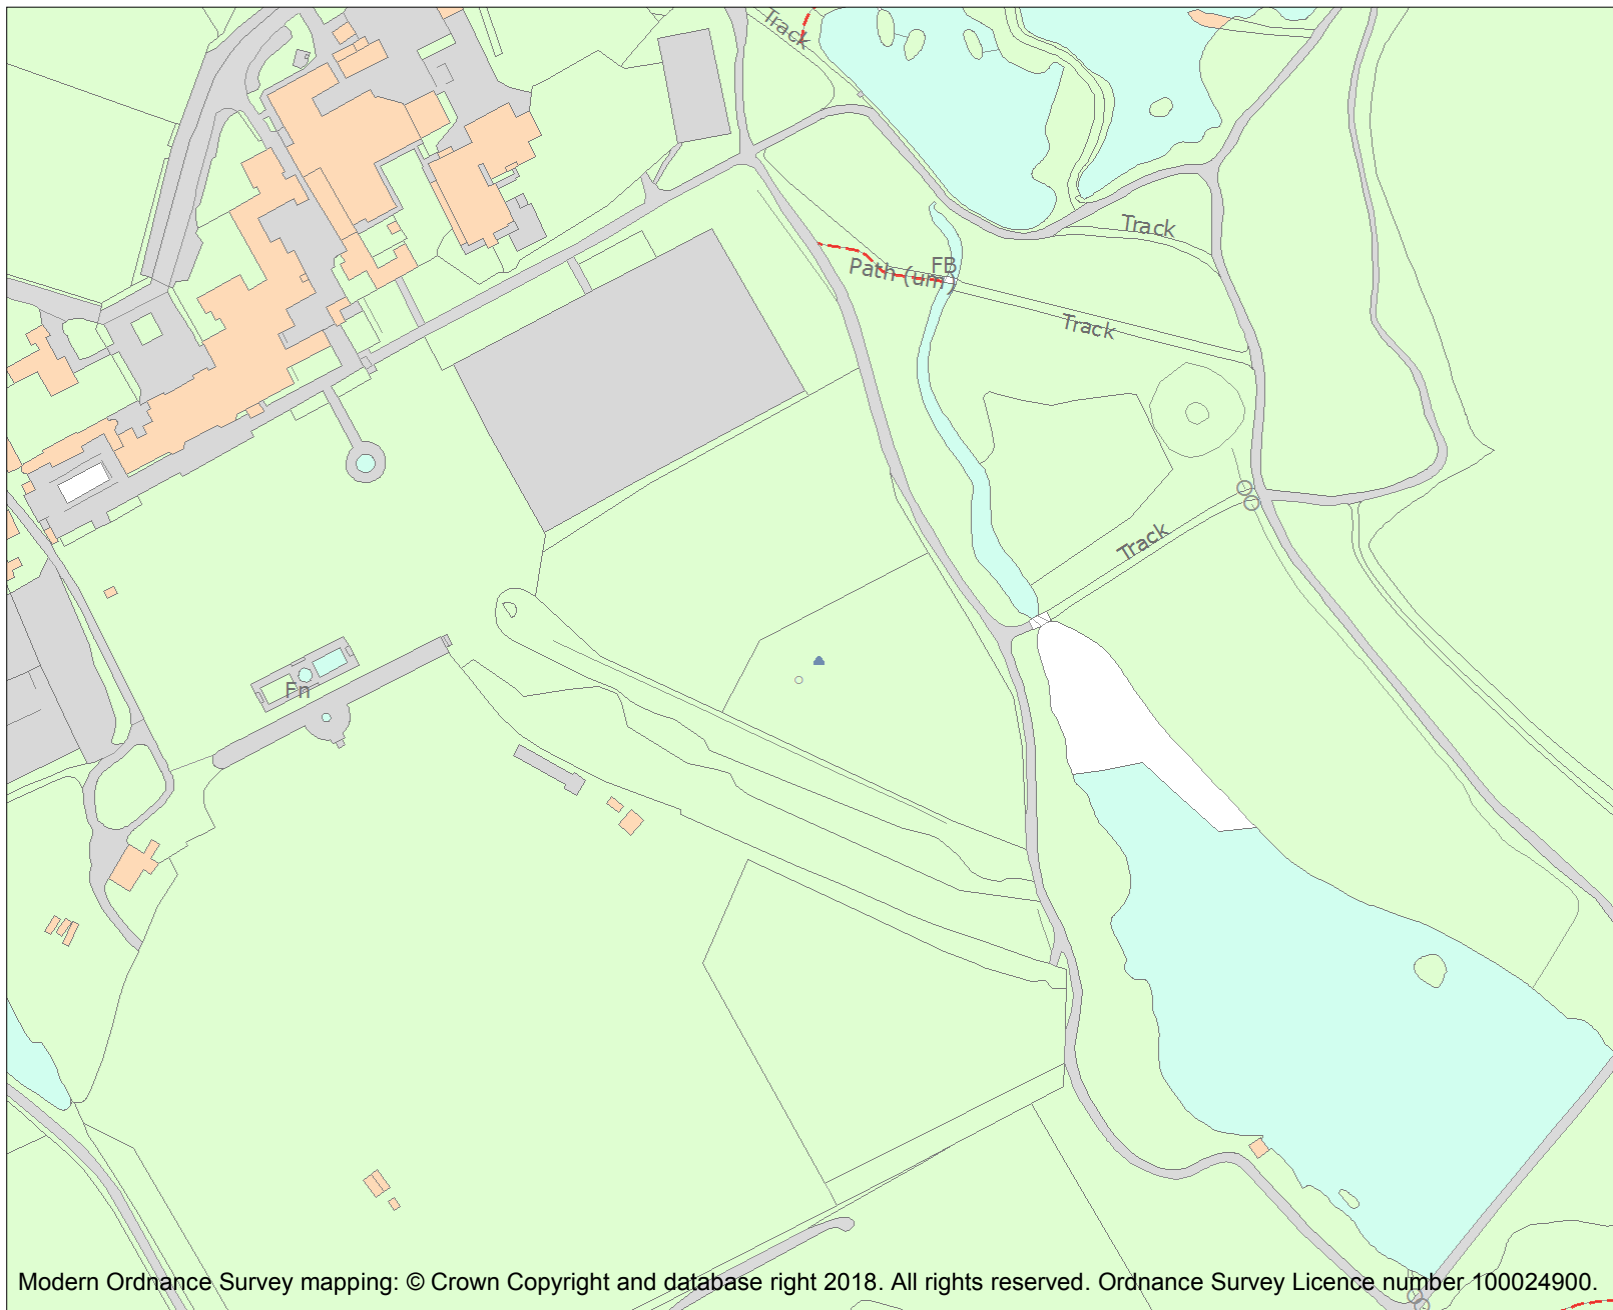 Track
Track
FB
Path (um)
Track
Track
Fn
Modern Ordnance Survey mapping: © Crown Copyright and database right 2018. All rights reserved. Ordnance Survey Licence number 100024900.